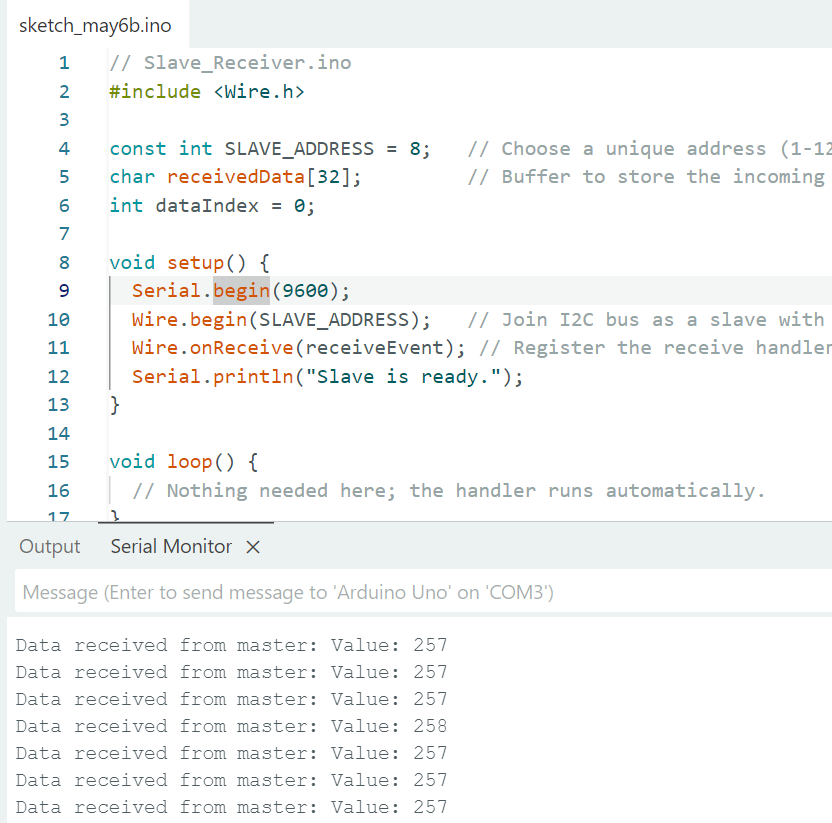 sketch_may6b.ino
1 // Slave_Receiver.ino
2 #include <Wire.h>
3
4 const int SLAVE_ADDRESS = 8;   // Choose a unique address (1-12
5 char receivedData[32];         // Buffer to store the incoming
6 int dataIndex = 0;
7
8 void setup() {
9   Serial.begin(9600);
10   Wire.begin(SLAVE_ADDRESS);   // Join I2C bus as a slave with
11   Wire.onReceive(receiveEvent); // Register the receive handler
12   Serial.println("Slave is ready.");
13 }
14
15 void loop() {
16   // Nothing needed here; the handler runs automatically.
17 }
Output Serial Monitor
Message (Enter to send message to 'Arduino Uno' on 'COM3')
Data received from master: Value: 257
Data received from master: Value: 257
Data received from master: Value: 257
Data received from master: Value: 258
Data received from master: Value: 257
Data received from master: Value: 257
Data received from master: Value: 257